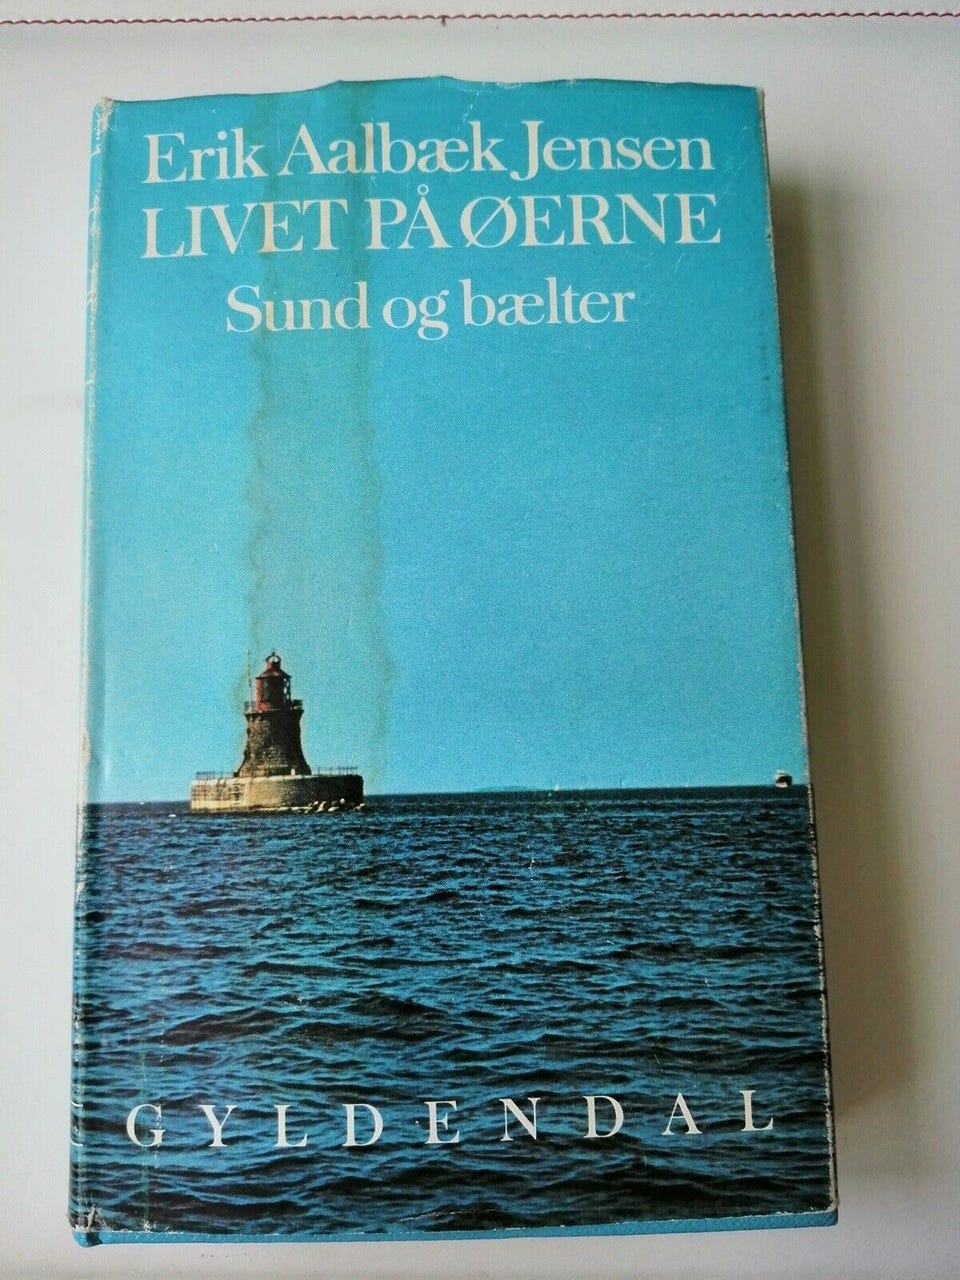 Erik Aalbæk Jensen
LIVET PÅ ØERNE
Sund og bælter
GYLDENDAL